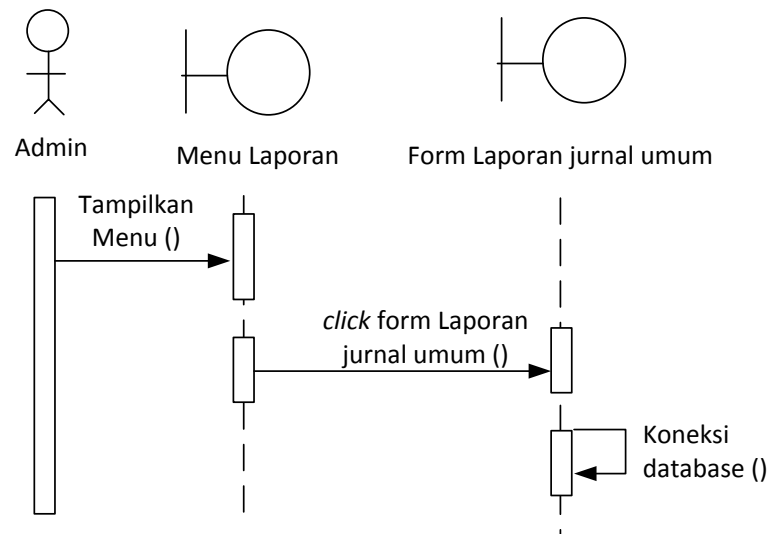 Admin
Menu Laporan
Form Laporan jurnal umum
Tampilkan
Menu ()
click form Laporan
jurnal umum ()
Koneksi
database ()